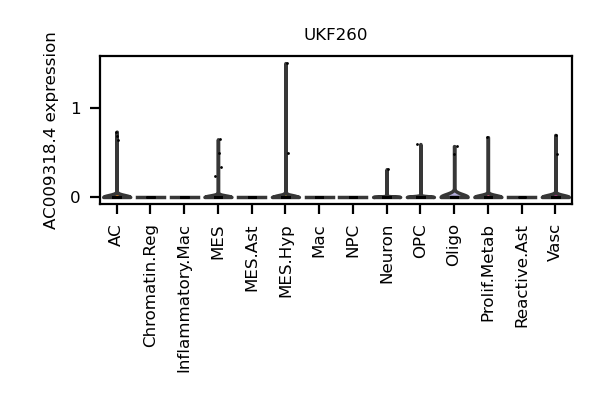 UKF260
AC009318.4 expression
1
0
AC
Chromatin.Reg
Inflammatory.Mac
MES
MES.Ast
MES.Hyp
Mac
NPC
Neuron
OPC
Oligo
Prolif.Metab
Reactive.Ast
Vasc